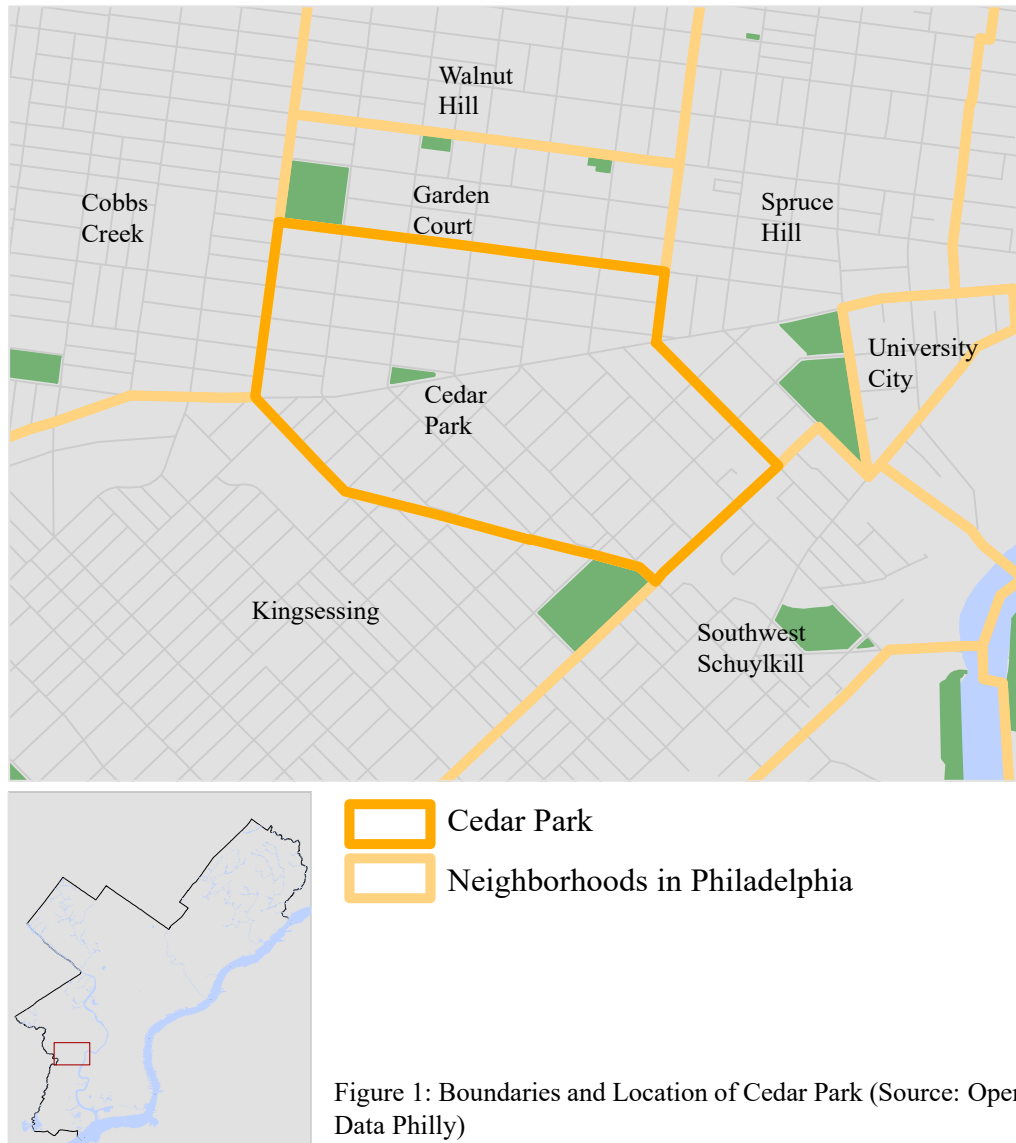 Walnut
Hill
Cobbs
Creek
Garden
Court
Spruce
Hill
University
City
Cedar
Park
Kingsessing
Southwest
Schuylkill
Cedar Park
Neighborhoods in Philadelphia
Figure 1: Boundaries and Location of Cedar Park (Source: Open
Data Philly)